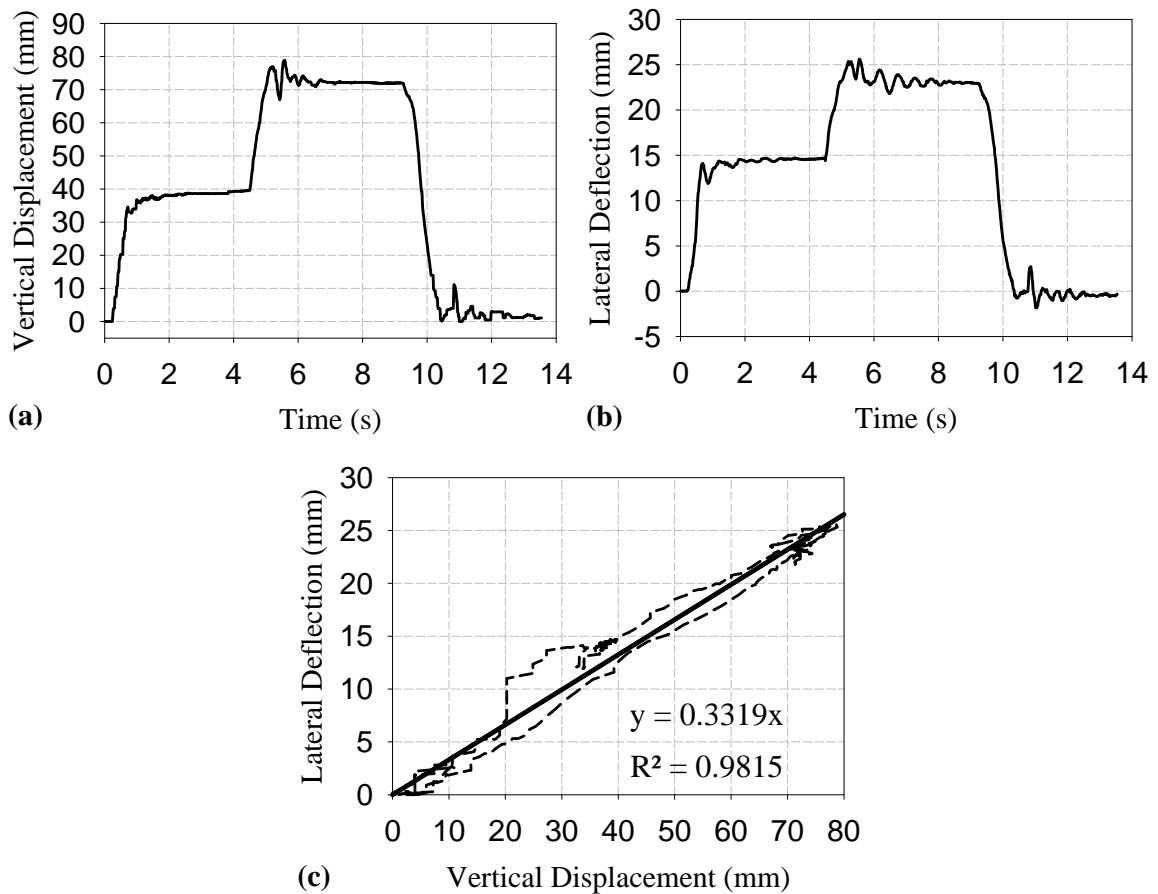 Vertical Displacement (mm)
90
80
70
60
50
40
30
20
10
0
0 2 4 6 8 10 12 14
(a) Time (s)
Lateral Deflection (mm)
30
25
20
15
10
5
0
-5
0 2 4 6 8 10 12 14
(b) Time (s)
Lateral Deflection (mm)
30
25
20
15
10
5
0
y = 0.3319x
R² = 0.9815
0 10 20 30 40 50 60 70 80
(c) Vertical Displacement (mm)